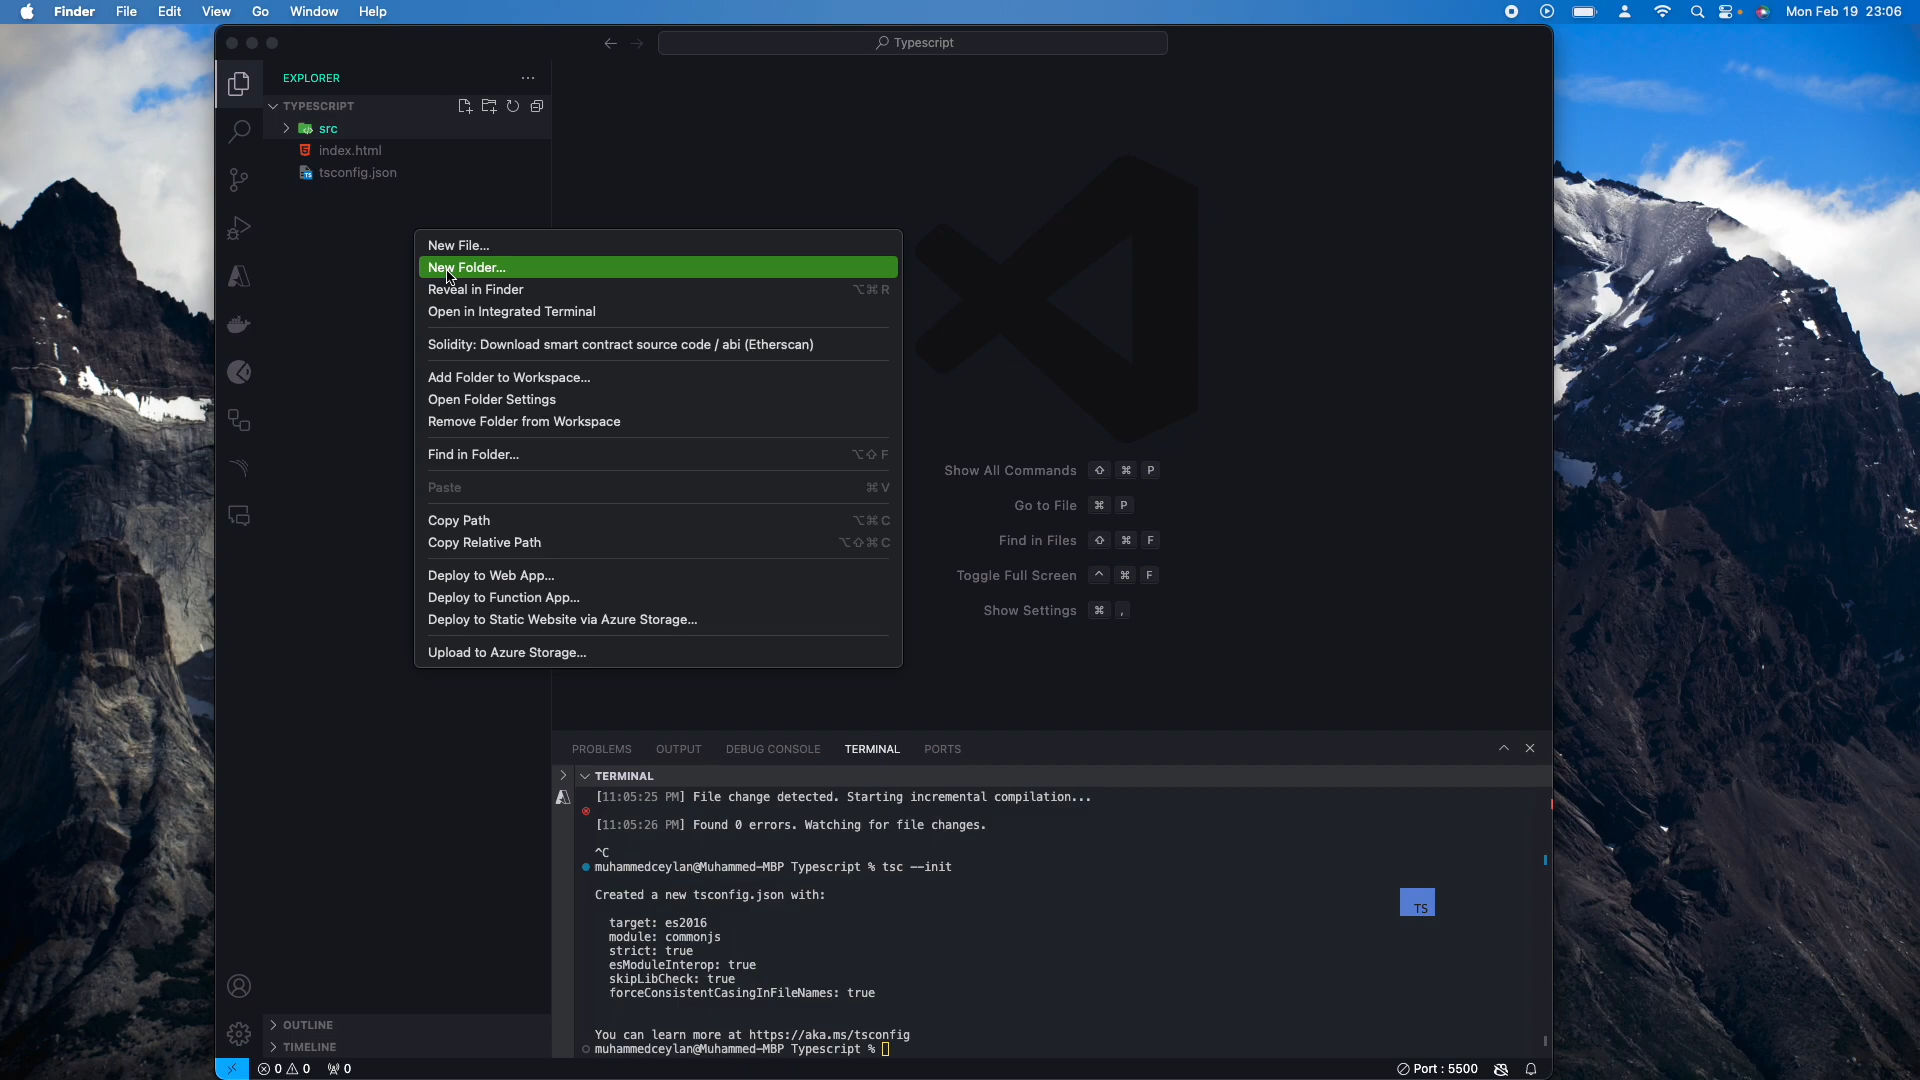 Finder File Edit View Go Window Help
Mon Feb 19 23:06
Typescript
EXPLORER
TYPESCRIPT
src
index.html
tsconfig.json
New File...
New Folder...
Reveal in Finder ⌥⌘R
Open in Integrated Terminal
Solidity: Download smart contract source code / abi (Etherscan)
Add Folder to Workspace...
Open Folder Settings
Remove Folder from Workspace
Find in Folder... ⌥⇧F
Paste ⌘V
Copy Path ⌥⌘C
Copy Relative Path ⌥⇧⌘C
Deploy to Web App...
Deploy to Function App...
Deploy to Static Website via Azure Storage...
Upload to Azure Storage...
Show All Commands ⇧ ⌘ P
Go to File ⌘ P
Find in Files ⇧ ⌘ F
Toggle Full Screen ^ ⌘ F
Show Settings ⌘ ,
PROBLEMS OUTPUT DEBUG CONSOLE TERMINAL PORTS
TERMINAL
[11:05:25 PM] File change detected. Starting incremental compilation...
[11:05:26 PM] Found 0 errors. Watching for file changes.
^C
muhammedceylan@Muhammed-MBP Typescript % tsc --init
Created a new tsconfig.json with:
TS
target: es2016
module: commonjs
strict: true
esModuleInterop: true
skipLibCheck: true
forceConsistentCasingInFileNames: true
You can learn more at https://aka.ms/tsconfig
muhammedceylan@Muhammed-MBP Typescript %
OUTLINE
TIMELINE
0 0 0
Port : 5500